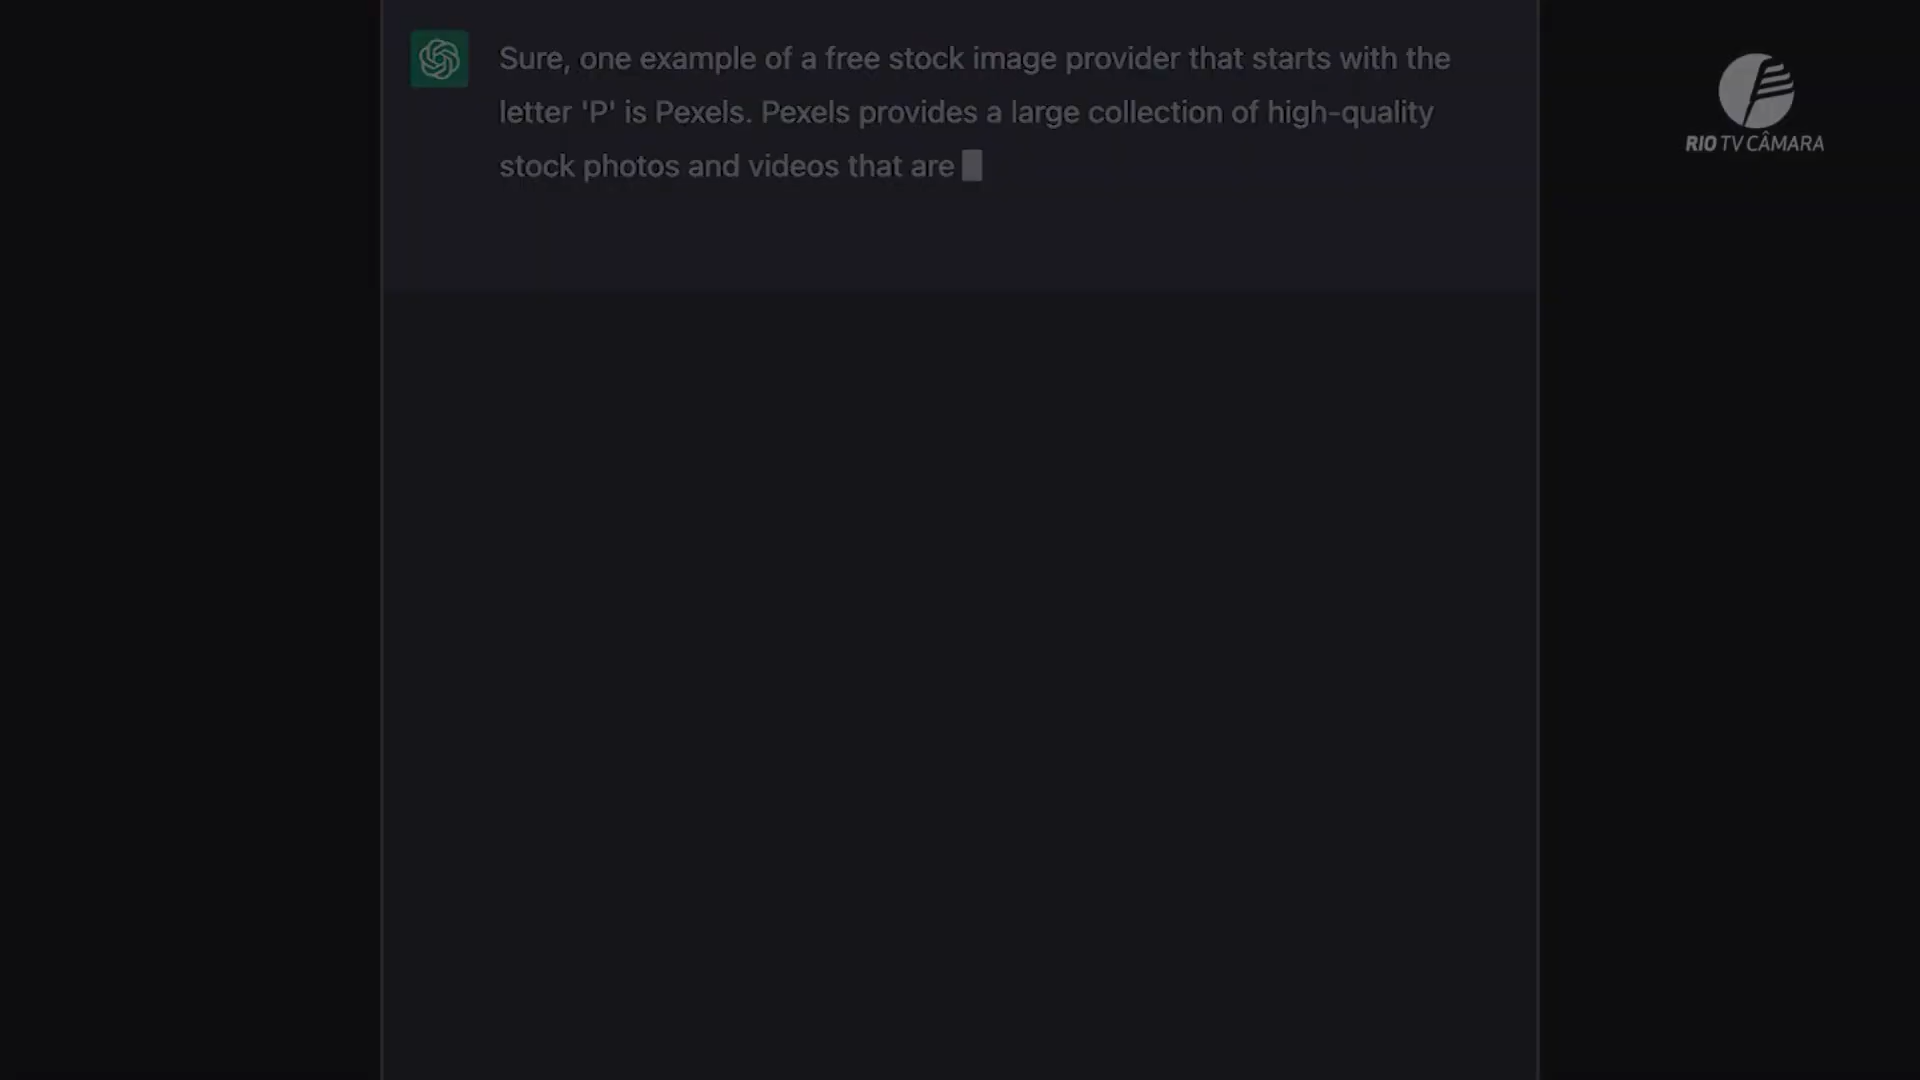 Sure, one example of a free stock image provider that starts with the
letter 'P' is Pexels. Pexels provides a large collection of high-quality
stock photos and videos that are
RIO TV CÂMARA